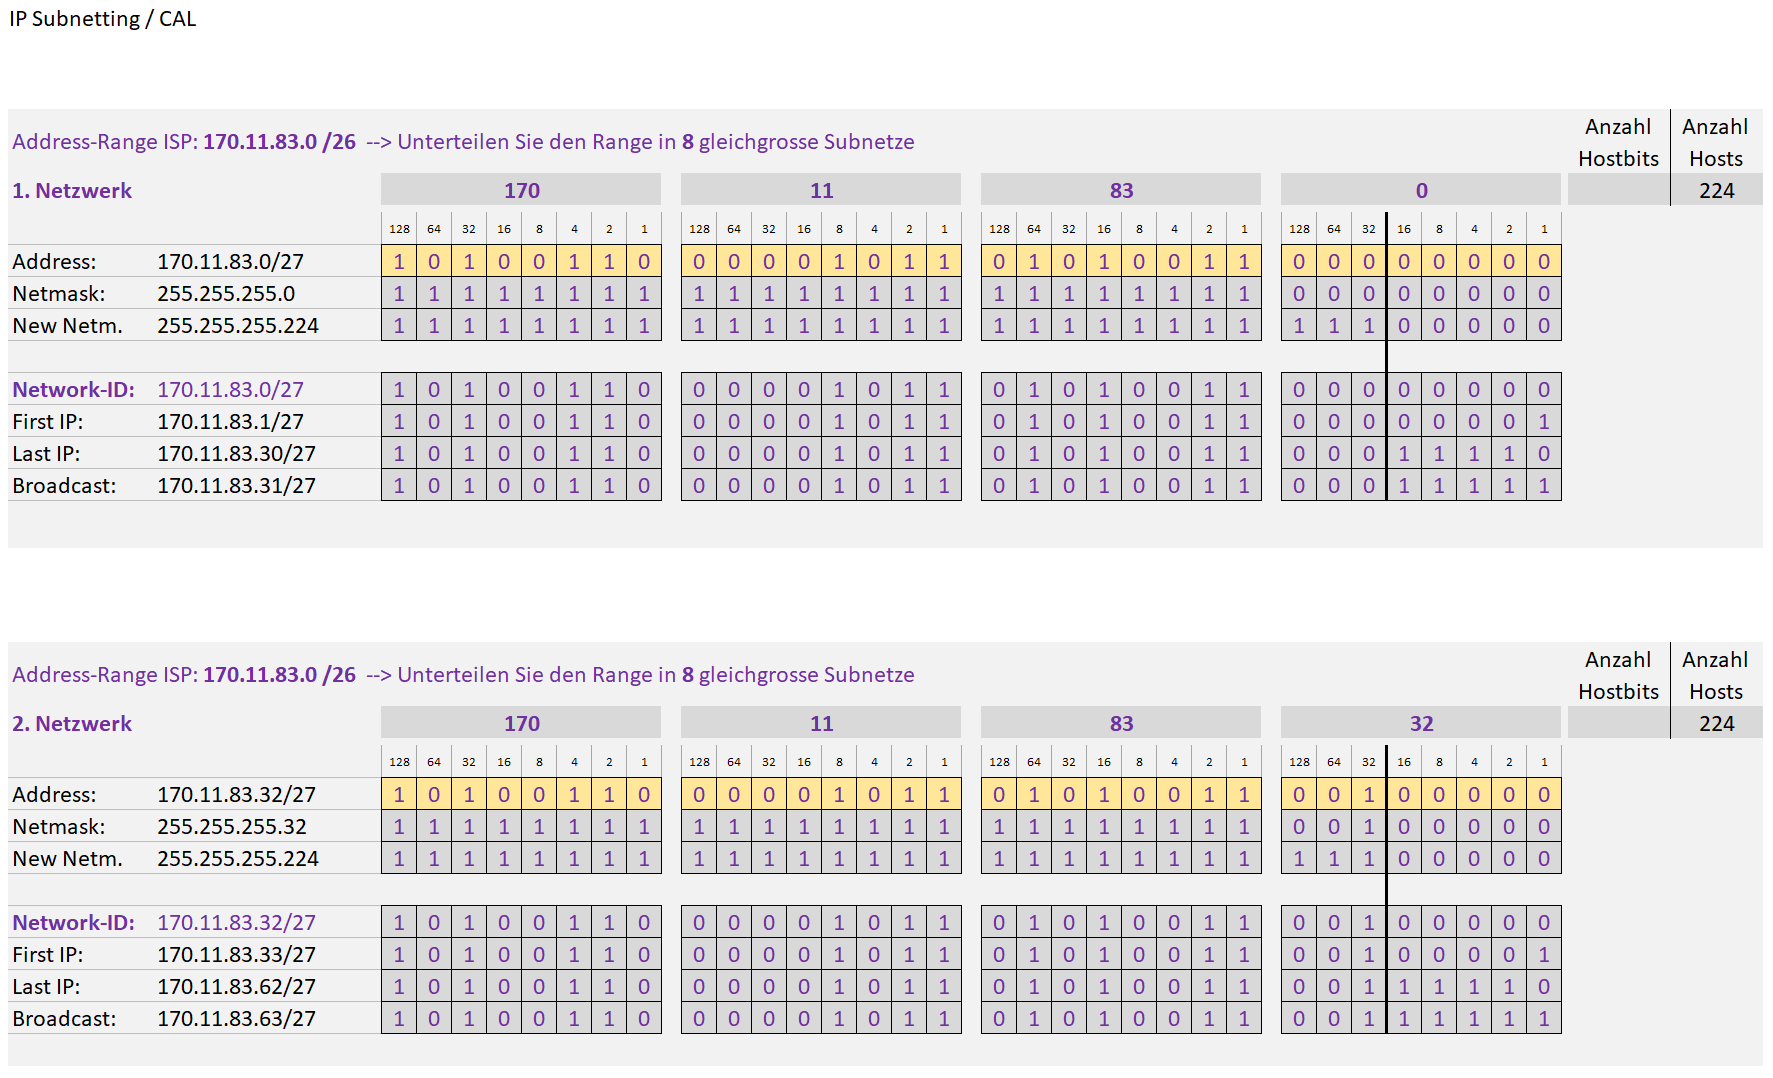 IP Subnetting / CAL
Address-Range ISP: 170.11.83.0 /26 --> Unterteilen Sie den Range in 8 gleichgrosse Subnetze
Anzahl Hostbits Anzahl Hosts
1. Netzwerk 170 11 83 0 224
128 64 32 16 8 4 2 1 128 64 32 16 8 4 2 1 128 64 32 16 8 4 2 1 128 64 32 16 8 4 2 1
Address: 170.11.83.0/27 1 0 1 0 0 1 1 0 0 0 0 0 1 0 1 1 0 1 0 1 0 0 1 1 0 0 0 0 0 0 0 0
Netmask: 255.255.255.0 1 1 1 1 1 1 1 1 1 1 1 1 1 1 1 1 1 1 1 1 1 1 1 1 0 0 0 0 0 0 0 0
New Netm. 255.255.255.224 1 1 1 1 1 1 1 1 1 1 1 1 1 1 1 1 1 1 1 1 1 1 1 1 1 1 1 0 0 0 0 0
Network-ID: 170.11.83.0/27 1 0 1 0 0 1 1 0 0 0 0 0 1 0 1 1 0 1 0 1 0 0 1 1 0 0 0 0 0 0 0 0
First IP: 170.11.83.1/27 1 0 1 0 0 1 1 0 0 0 0 0 1 0 1 1 0 1 0 1 0 0 1 1 0 0 0 0 0 0 0 1
Last IP: 170.11.83.30/27 1 0 1 0 0 1 1 0 0 0 0 0 1 0 1 1 0 1 0 1 0 0 1 1 0 0 0 1 1 1 1 0
Broadcast: 170.11.83.31/27 1 0 1 0 0 1 1 0 0 0 0 0 1 0 1 1 0 1 0 1 0 0 1 1 0 0 0 1 1 1 1 1
Address-Range ISP: 170.11.83.0 /26 --> Unterteilen Sie den Range in 8 gleichgrosse Subnetze
Anzahl Hostbits Anzahl Hosts
2. Netzwerk 170 11 83 32 224
128 64 32 16 8 4 2 1 128 64 32 16 8 4 2 1 128 64 32 16 8 4 2 1 128 64 32 16 8 4 2 1
Address: 170.11.83.32/27 1 0 1 0 0 1 1 0 0 0 0 0 1 0 1 1 0 1 0 1 0 0 1 1 0 0 1 0 0 0 0 0
Netmask: 255.255.255.32 1 1 1 1 1 1 1 1 1 1 1 1 1 1 1 1 1 1 1 1 1 1 1 1 0 0 1 0 0 0 0 0
New Netm. 255.255.255.224 1 1 1 1 1 1 1 1 1 1 1 1 1 1 1 1 1 1 1 1 1 1 1 1 1 1 1 0 0 0 0 0
Network-ID: 170.11.83.32/27 1 0 1 0 0 1 1 0 0 0 0 0 1 0 1 1 0 1 0 1 0 0 1 1 0 0 1 0 0 0 0 0
First IP: 170.11.83.33/27 1 0 1 0 0 1 1 0 0 0 0 0 1 0 1 1 0 1 0 1 0 0 1 1 0 0 1 0 0 0 0 1
Last IP: 170.11.83.62/27 1 0 1 0 0 1 1 0 0 0 0 0 1 0 1 1 0 1 0 1 0 0 1 1 0 0 1 1 1 1 1 0
Broadcast: 170.11.83.63/27 1 0 1 0 0 1 1 0 0 0 0 0 1 0 1 1 0 1 0 1 0 0 1 1 0 0 1 1 1 1 1 1